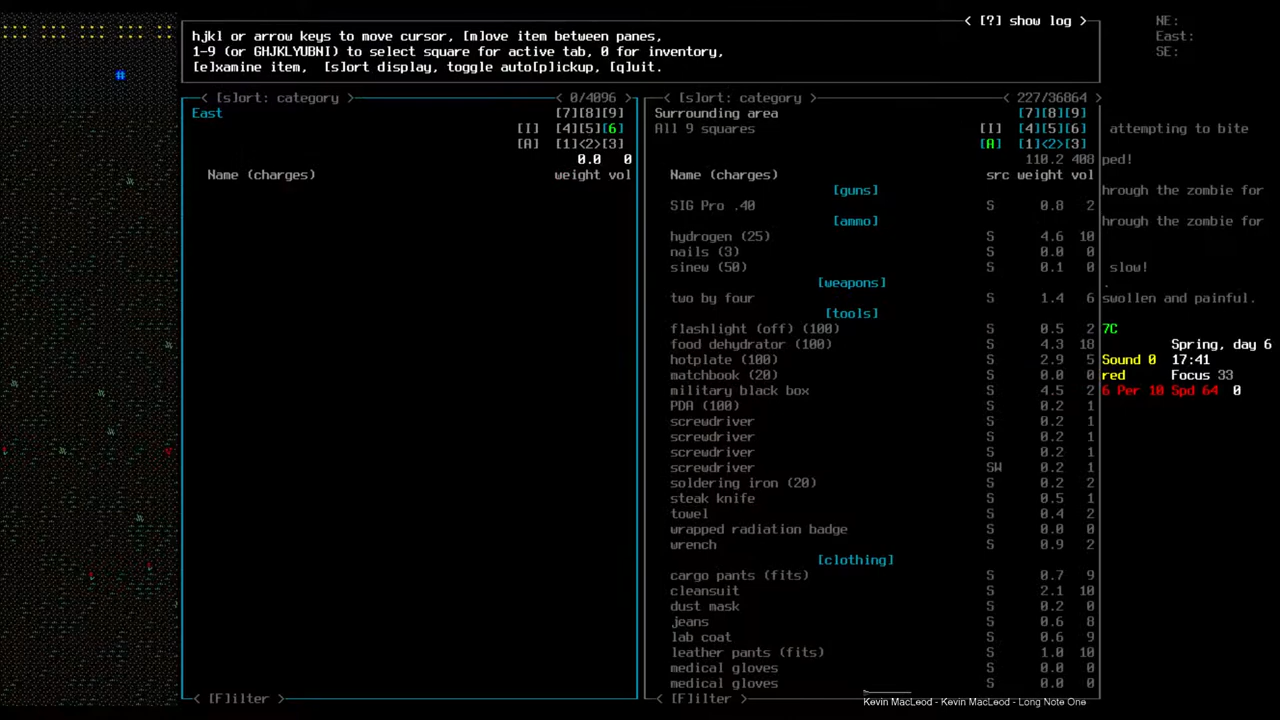 < [?] show log >
hjkl or arrow keys to move cursor, [m]ove item between panes,
1-9 (or GHJKLYUBNI) to select square for active tab, 0 for inventory,
[e]xamine item,  [s]ort display, toggle auto[p]ickup, [q]uit.
NE:
East:
SE:
< [s]ort: category > < 0/4096 >
East [7][8][9]
[I] [4][5][6]
[A] [1]<2>[3]
0.0 0
Name (charges) weight vol
< [F]ilter >
< [s]ort: category > < 227/36864 >
Surrounding area [7][8][9]
All 9 squares [I] [4][5][6]
[A] [1]<2>[3]
110.2 408
Name (charges) src weight vol
[guns]
SIG Pro .40 S 0.8 2
[ammo]
hydrogen (25) S 4.6 10
nails (3) S 0.0 0
sinew (50) S 0.1 0
[weapons]
two by four S 1.4 6
[tools]
flashlight (off) (100) S 0.5 2
food dehydrator (100) S 4.3 18
hotplate (100) S 2.9 5
matchbook (20) S 0.0 0
military black box S 4.5 2
PDA (100) S 0.2 1
screwdriver S 0.2 1
screwdriver S 0.2 1
screwdriver S 0.2 1
screwdriver SW 0.2 1
soldering iron (20) S 0.2 2
steak knife S 0.5 1
towel S 0.4 2
wrapped radiation badge S 0.0 0
wrench S 0.9 2
[clothing]
cargo pants (fits) S 0.7 9
cleansuit S 2.1 10
dust mask S 0.2 0
jeans S 0.6 8
lab coat S 0.6 9
leather pants (fits) S 1.0 10
medical gloves S 0.0 0
medical gloves S 0.0 0
< [F]ilter >
attempting to bite
ped!
hrough the zombie for
hrough the zombie for
slow!
.
swollen and painful.
7C
Spring, day 6
Sound 0 17:41
red Focus 33
6 Per 10 Spd 64 0
Kevin MacLeod - Kevin MacLeod - Long Note One